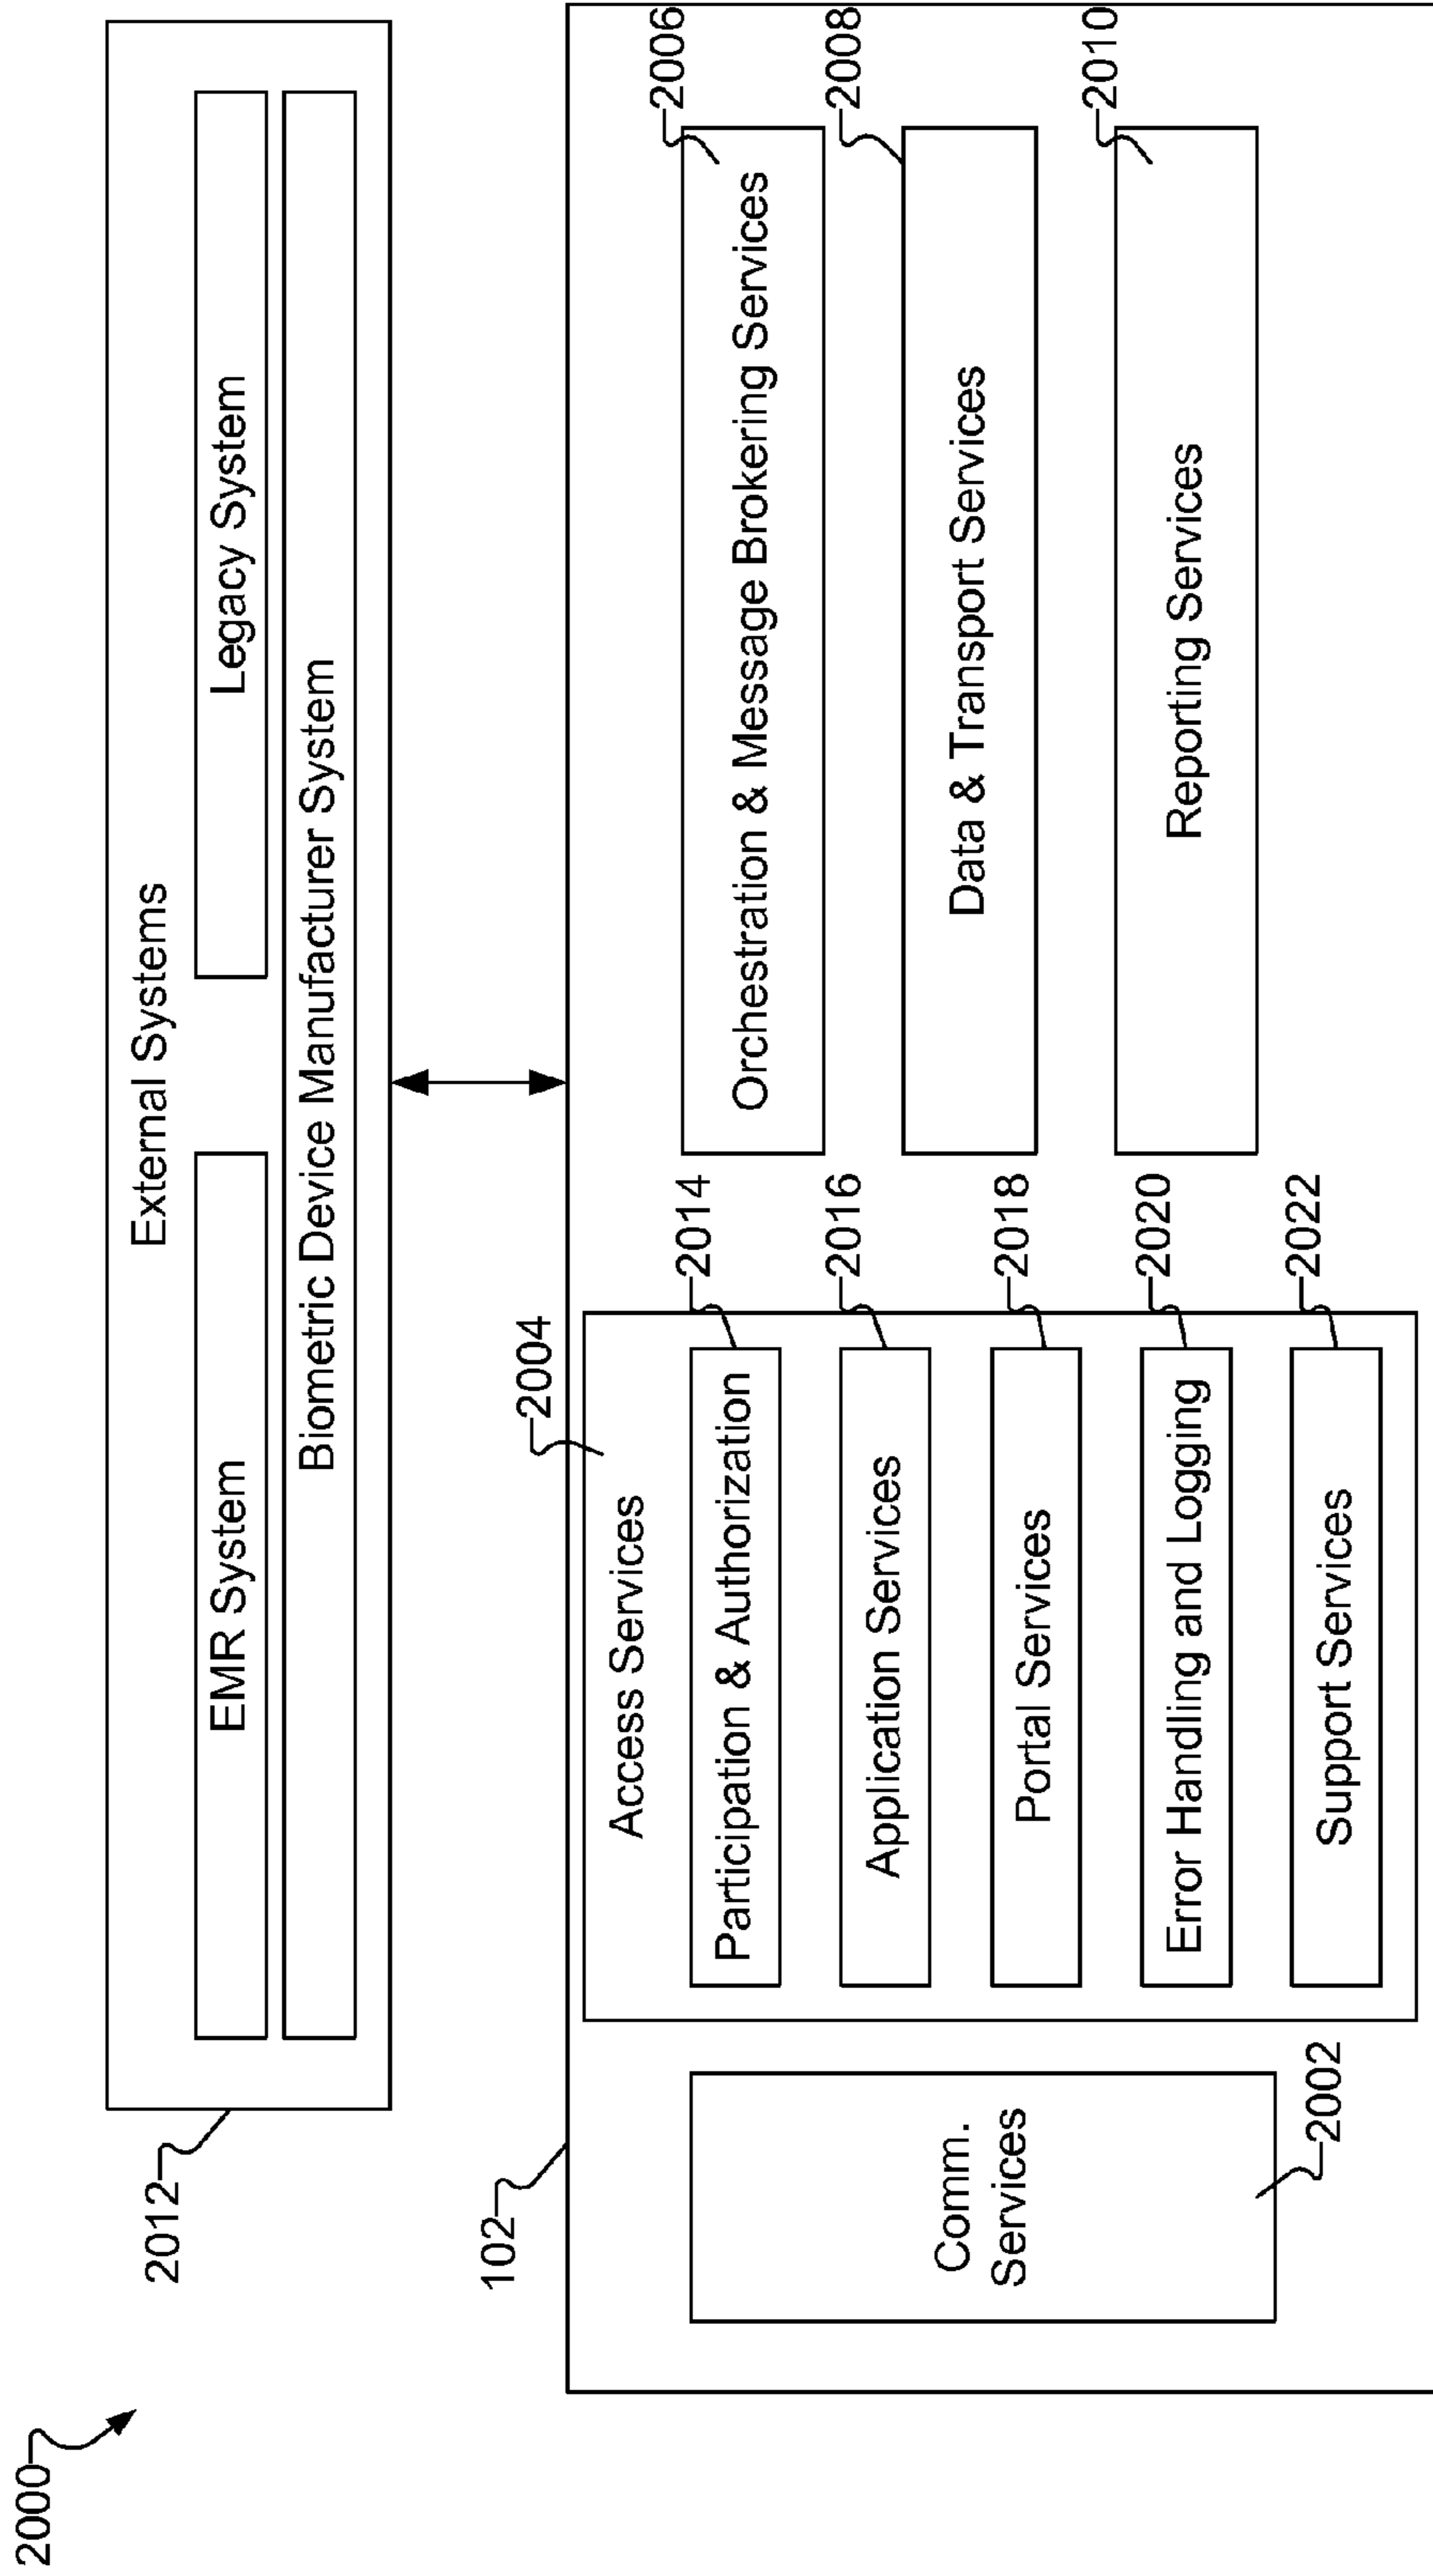 2000
2012
External Systems
EMR System
Legacy System
Biometric Device Manufacturer System
102
2004
Access Services
2014
Participation & Authorization
2016
Application Services
2018
Portal Services
2020
Error Handling and Logging
2022
Support Services
Comm.
Services
2002
2006
Orchestration & Message Brokering Services
2008
Data & Transport Services
2010
Reporting Services